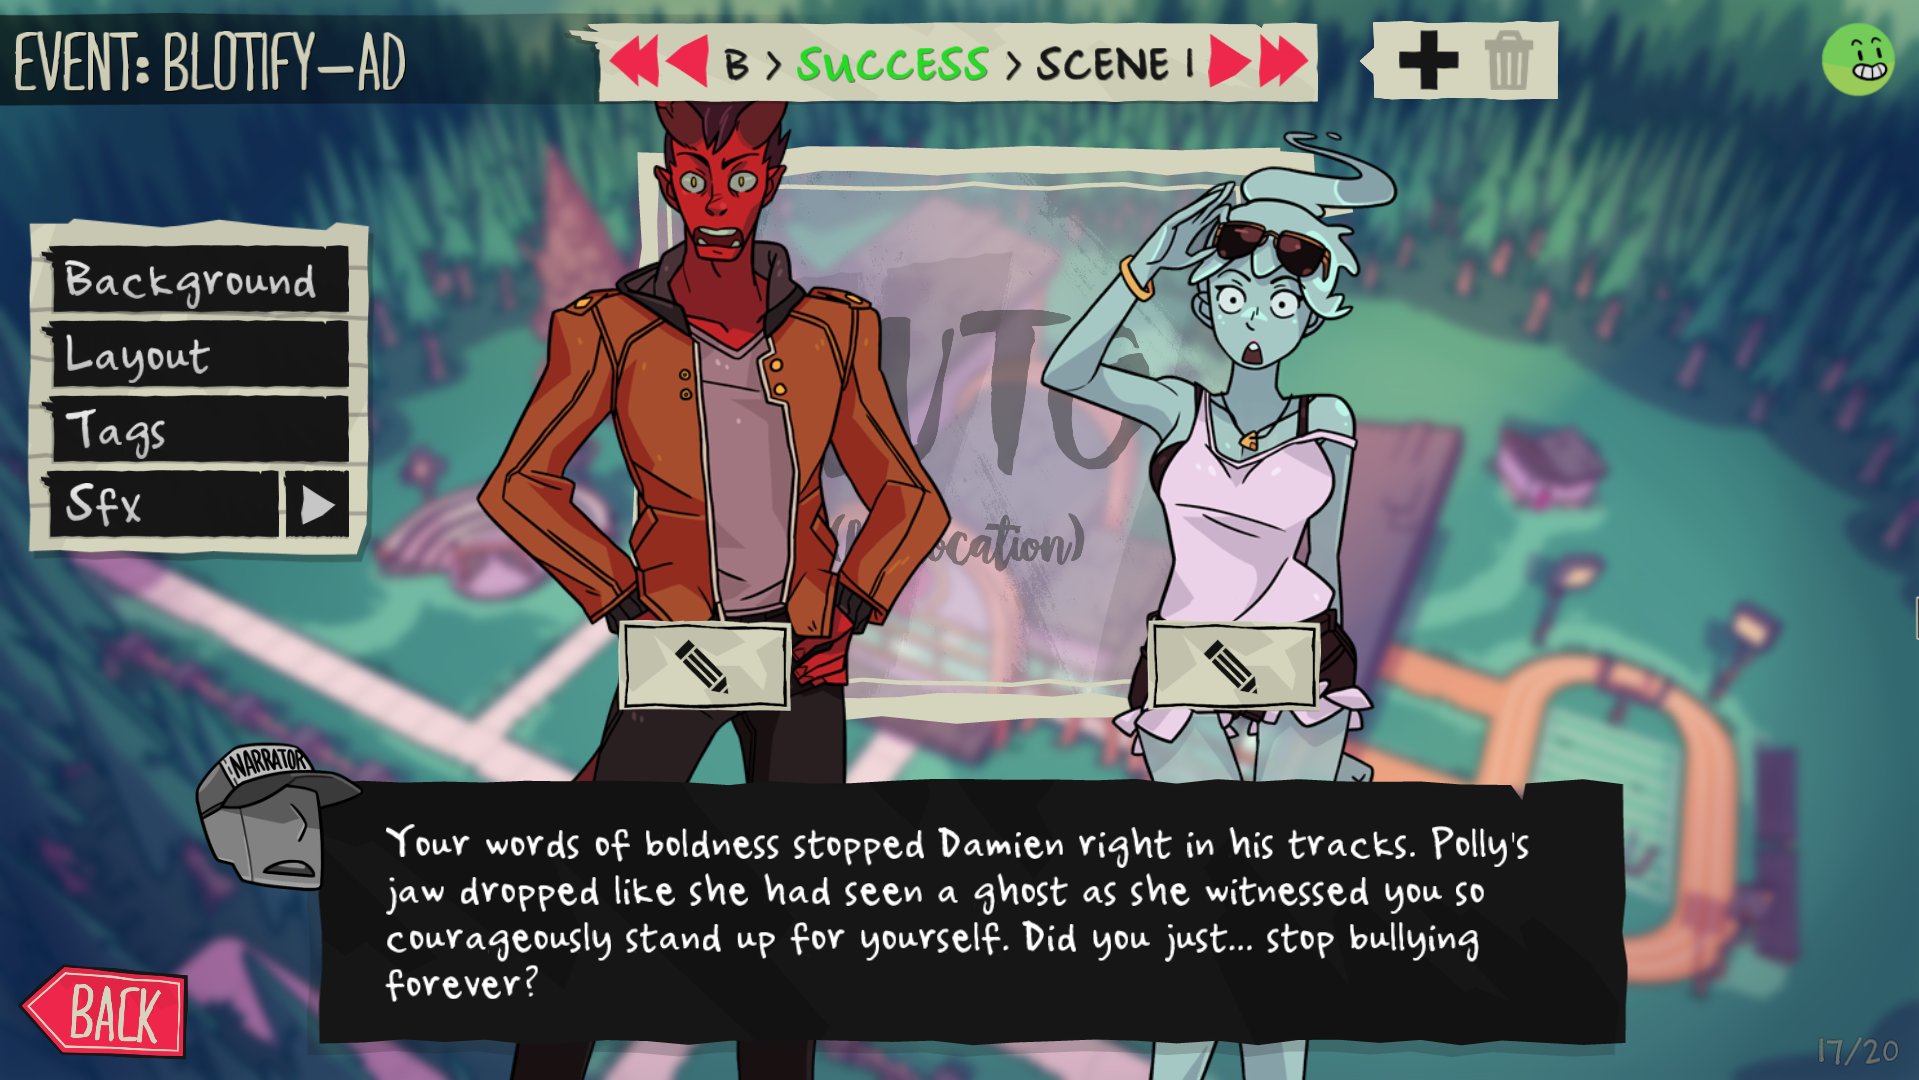 EVENT: BLOTIFY-AD
B > SUCCESS > SCENE 1
Background
Layout
Tags
Sfx
NARRATOR
Your words of boldness stopped Damien right in his tracks. Polly's
jaw dropped like she had seen a ghost as she witnessed you so
courageously stand up for yourself. Did you just... stop bullying
forever?
BACK
17/20